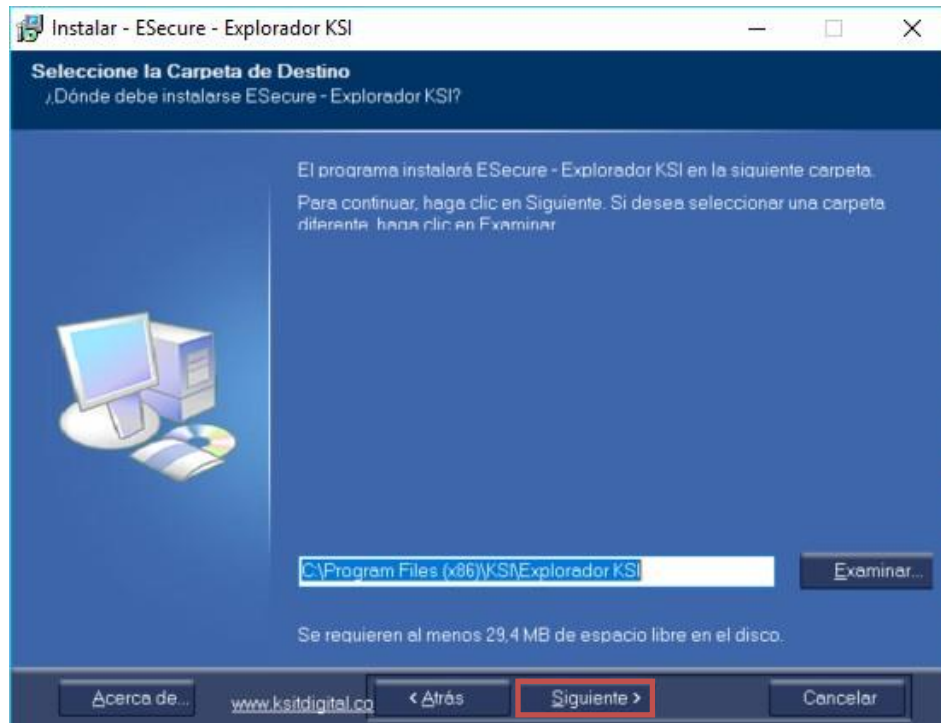 Instalar - ESecure - Explorador KSI
Seleccione la Carpeta de Destino
¿Dónde debe instalarse ESecure - Explorador KSI?
El programa instalará ESecure - Explorador KSI en la siguiente carpeta.
Para continuar, haga clic en Siguiente. Si desea seleccionar una carpeta
diferente, haga clic en Examinar
C:\Program Files (x86)\KSI\Explorador KSI
Examinar...
Se requieren al menos 29,4 MB de espacio libre en el disco.
Acerca de...
www.ksitdigital.co
< Atrás
Siguiente >
Cancelar